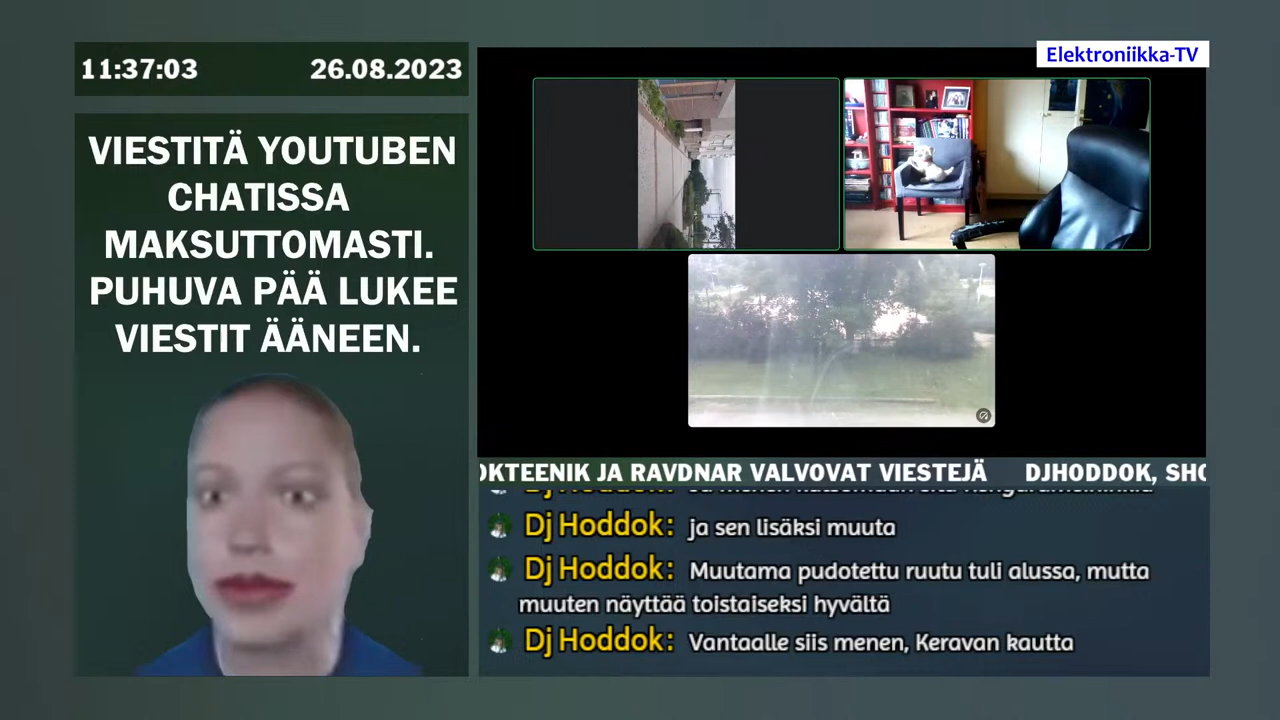 11:37:03 26.08.2023
Elektroniikka-TV
VIESTITÄ YOUTUBEN
CHATISSA
MAKSUTTOMASTI.
PUHUVA PÄÄ LUKEE
VIESTIT ÄÄNEEN.
JA RAVDNAR VALVOVAT VIESTEJÄ DJHODDOK,
Dj Hoddok: ja sen lisäksi muuta
Dj Hoddok: Muutama pudotettu ruutu tuli alussa, mutta
muuten näyttää toistaiseksi hyvältä
Dj Hoddok: Vantaalle siis menen, Keravan kautta